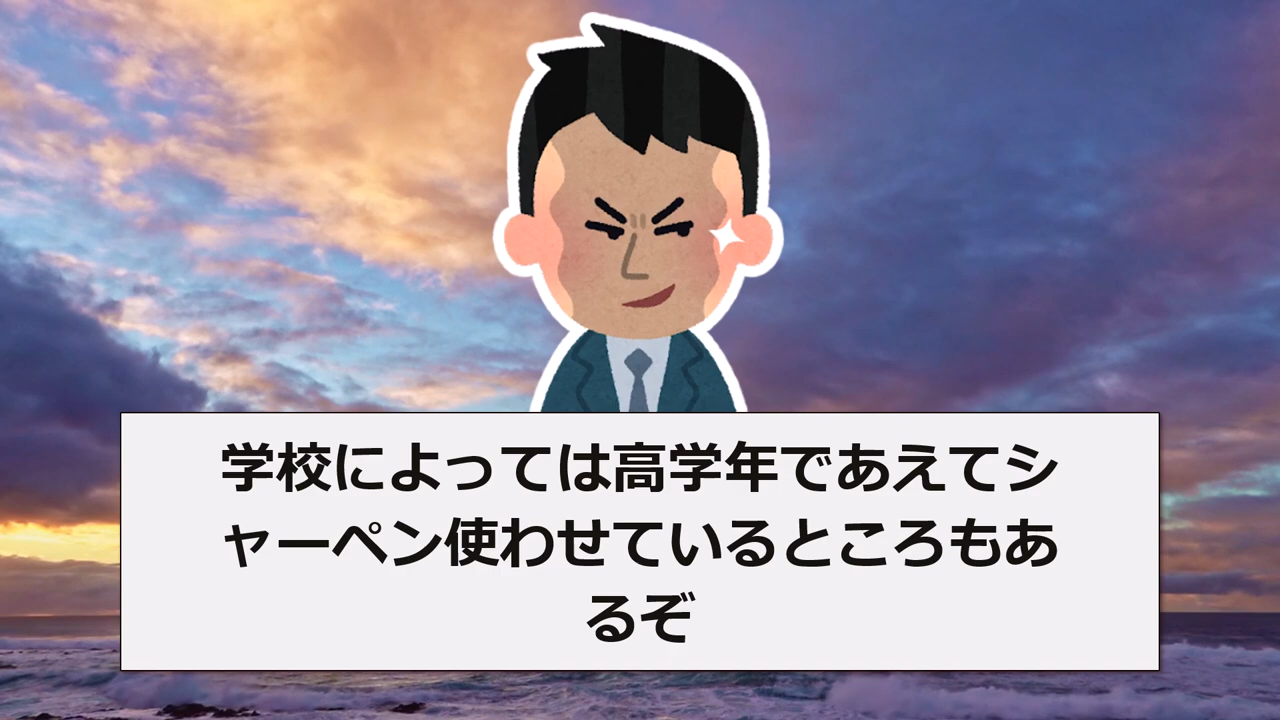 学校によっては高学年であえてシ
ャーペン使わせているところもあ
るぞ